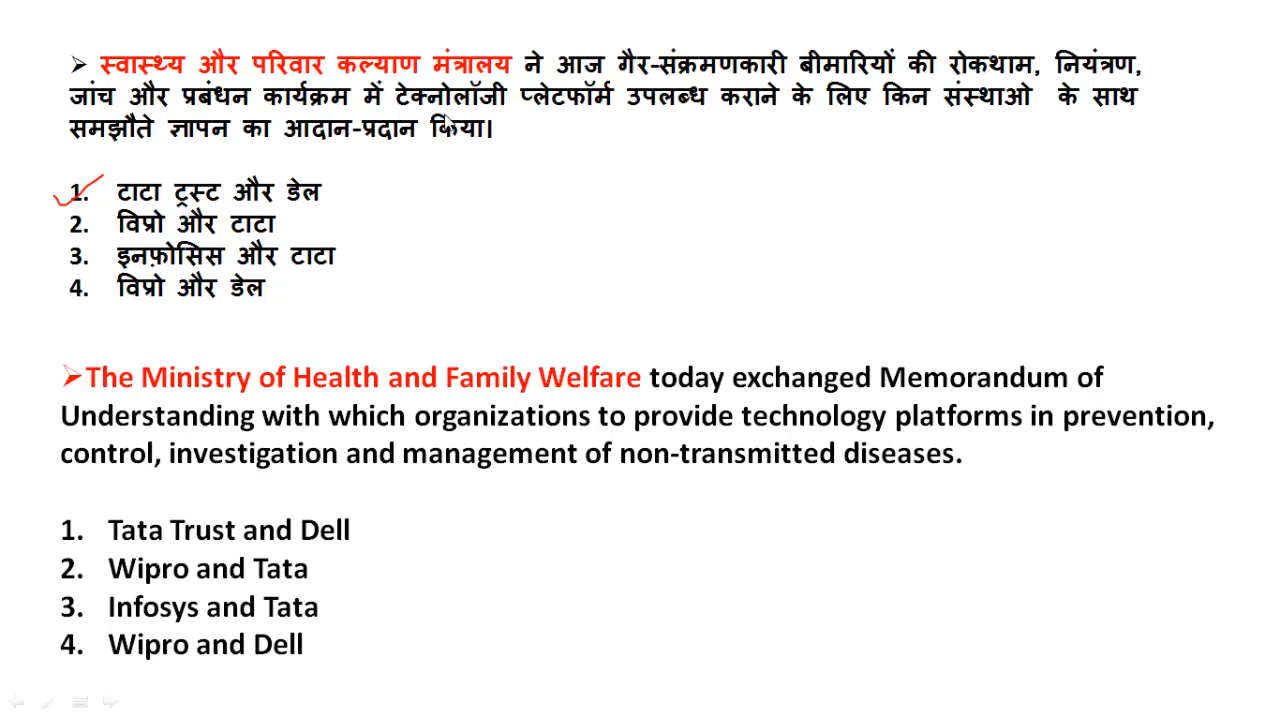 ➢ स्वास्थ्य और परिवार कल्याण मंत्रालय ने आज गैर-संक्रमणकारी बीमारियों की रोकथाम, नियंत्रण,
जांच और प्रबंधन कार्यक्रम में टेक्नोलॉजी प्लेटफॉर्म उपलब्ध कराने के लिए किन संस्थाओ के साथ
समझौते ज्ञापन का आदान-प्रदान किया।
1. टाटा ट्रस्ट और डेल
2. विप्रो और टाटा
3. इनफ़ोसिस और टाटा
4. विप्रो और डेल
➢The Ministry of Health and Family Welfare today exchanged Memorandum of
Understanding with which organizations to provide technology platforms in prevention,
control, investigation and management of non-transmitted diseases.
1. Tata Trust and Dell
2. Wipro and Tata
3. Infosys and Tata
4. Wipro and Dell